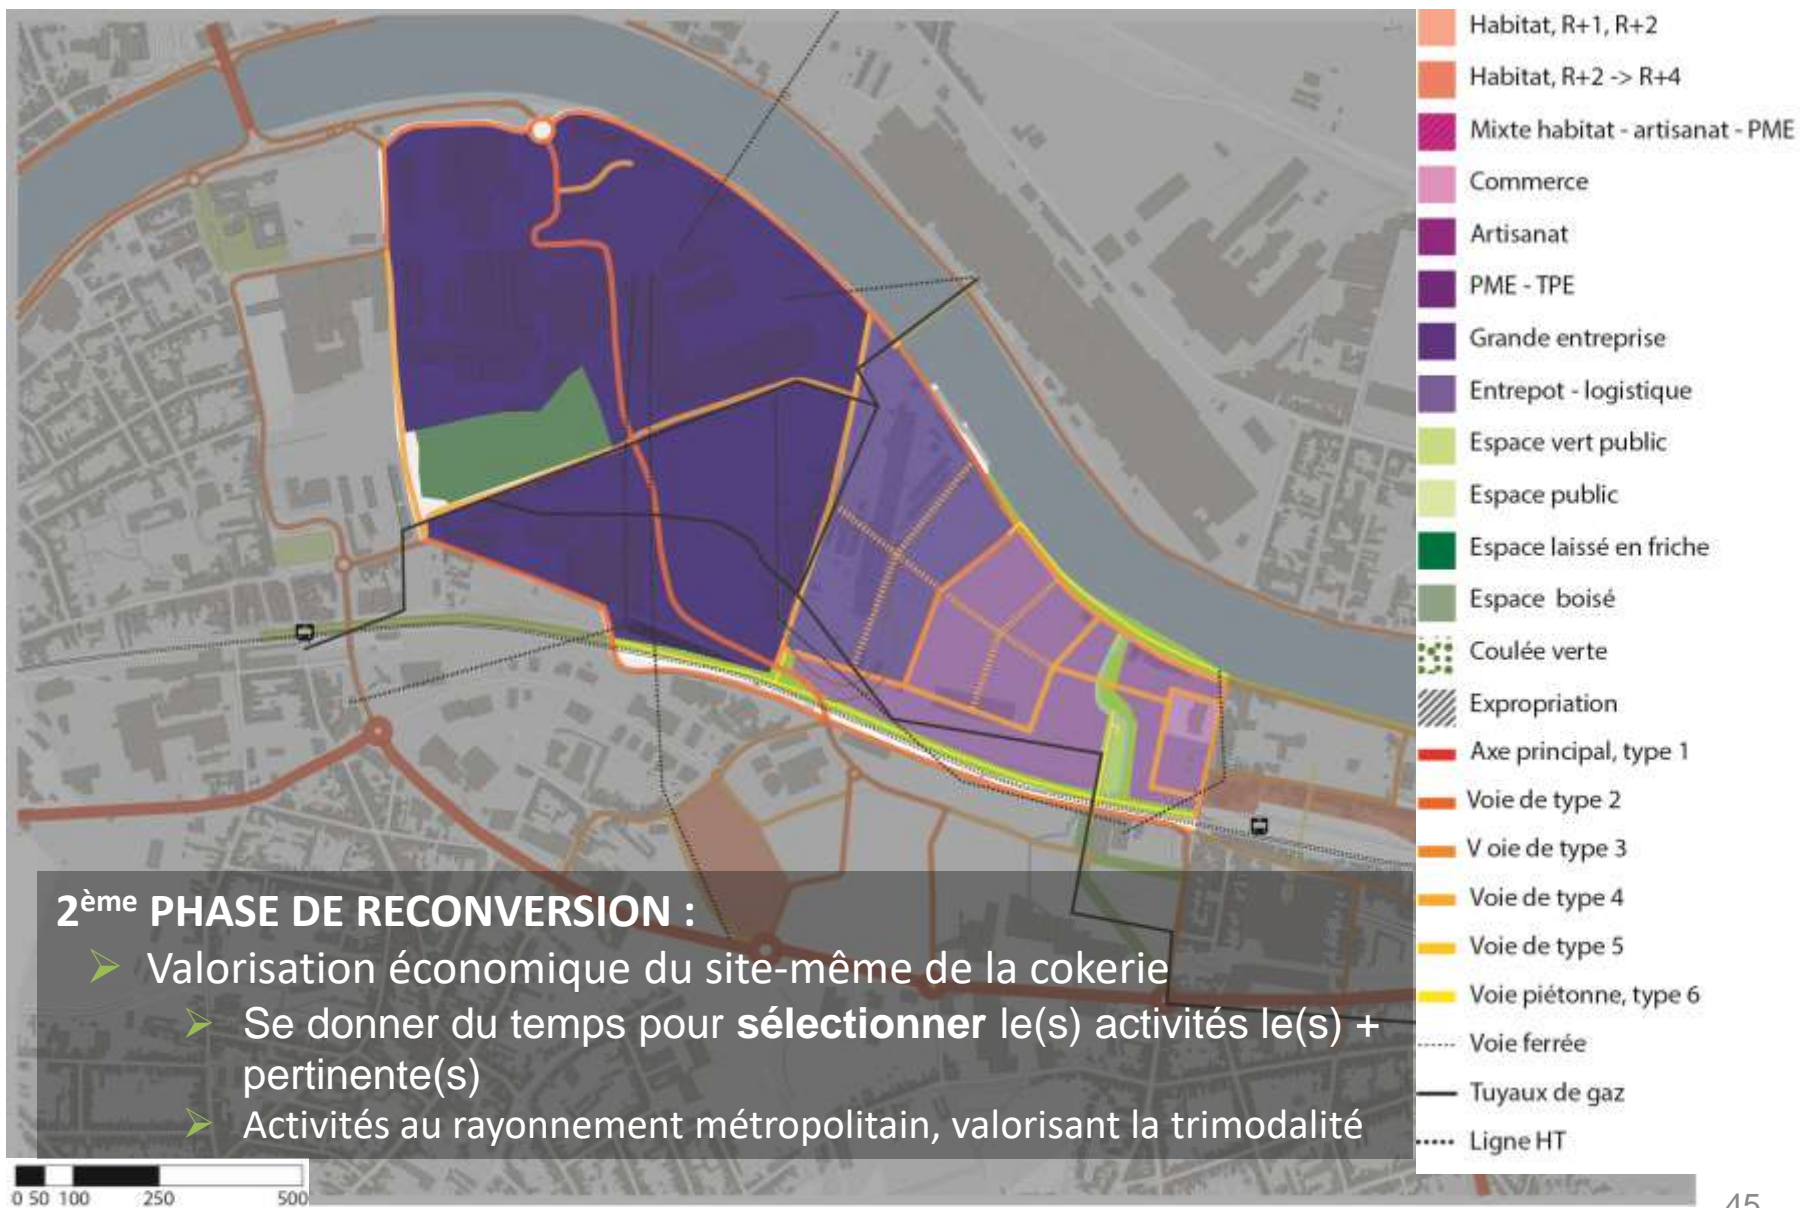 Habitat, R+1, R+2
Habitat, R+2 -> R+4
Mixte habitat - artisanat - PME
Commerce
Artisanat
PME - TPE
Grande entreprise
Entrepot - logistique
Espace vert public
Espace public
Espace laissé en friche
Espace boisé
Coulée verte
Expropriation
Axe principal, type 1
Voie de type 2
V oie de type 3
Voie de type 4
Voie de type 5
Voie piétonne, type 6
Voie ferrée
Tuyaux de gaz
Ligne HT
2ème PHASE DE RECONVERSION :
Valorisation économique du site-même de la cokerie
Se donner du temps pour sélectionner le(s) activités le(s) +
pertinente(s)
Activités au rayonnement métropolitain, valorisant la trimodalité
0 50 100 250 500
45